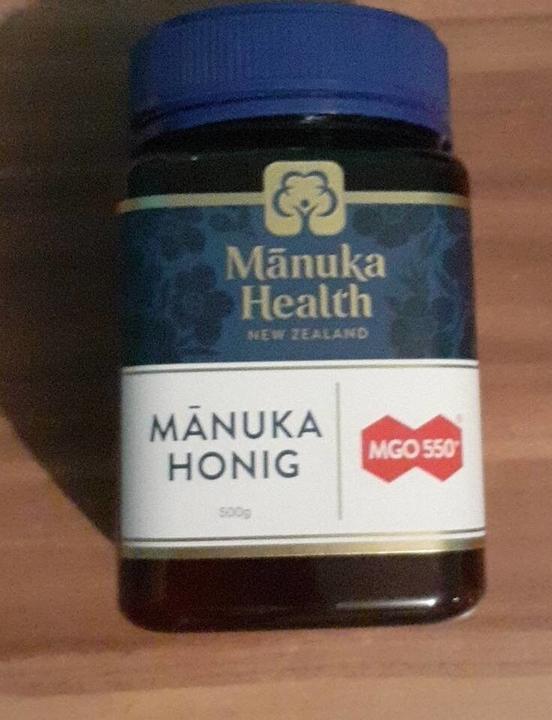 Mānuka
Health
NEW ZEALAND
MĀNUKA
HONIG
500g
MGO 550+
®